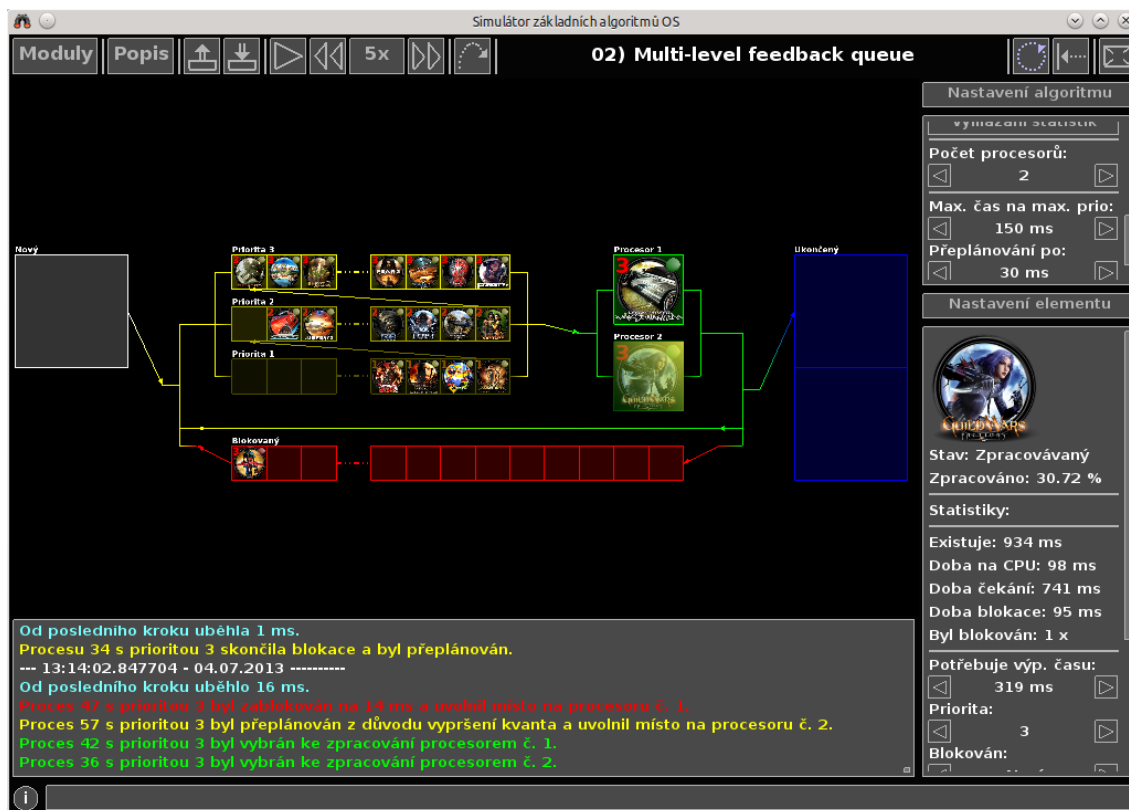 Simulátor základních algoritmů OS
Moduly
Popis
5x
02) Multi-level feedback queue
Nastavení algoritmu
Vymazání statistik
Počet procesorů:
2
Max. čas na max. prio:
150 ms
Přeplánování po:
30 ms
Nastavení elementu
Nový
Priorita 3
Priorita 2
Priorita 1
Procesor 1
3
Procesor 2
3
Ukončený
Blokovaný
GUILD WARS
FACTIONS
Stav: Zpracovávaný
Zpracováno: 30.72 %
Statistiky:
Existuje: 934 ms
Doba na CPU: 98 ms
Doba čekání: 741 ms
Doba blokace: 95 ms
Byl blokován: 1 x
Potřebuje výp. času:
319 ms
Priorita:
3
Blokován:
Od posledního kroku uběhla 1 ms.
Procesu 34 s prioritou 3 skončila blokace a byl přeplánován.
--- 13:14:02.847704 - 04.07.2013 ----------
Od posledního kroku uběhlo 16 ms.
Proces 47 s prioritou 3 byl zablokován na 14 ms a uvolnil místo na procesoru č. 1.
Proces 57 s prioritou 3 byl přeplánován z důvodu vypršení kvanta a uvolnil místo na procesoru č. 2.
Proces 42 s prioritou 3 byl vybrán ke zpracování procesorem č. 1.
Proces 36 s prioritou 3 byl vybrán ke zpracování procesorem č. 2.